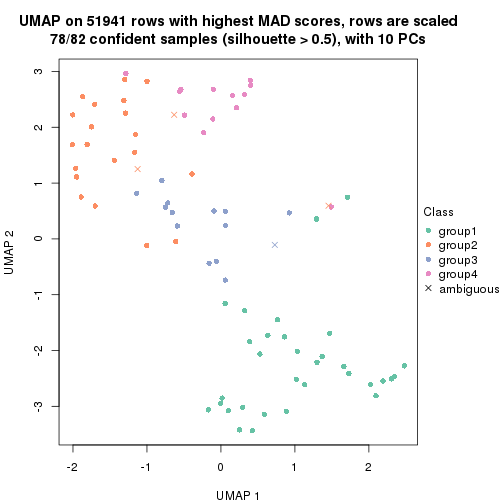 UMAP on 51941 rows with highest MAD scores, rows are scaled
78/82 confident samples (silhouette > 0.5), with 10 PCs
3
2
1
0
-1
-2
-3
UMAP 2
-2 -1 0 1 2
UMAP 1
Class
group1
group2
group3
group4
ambiguous